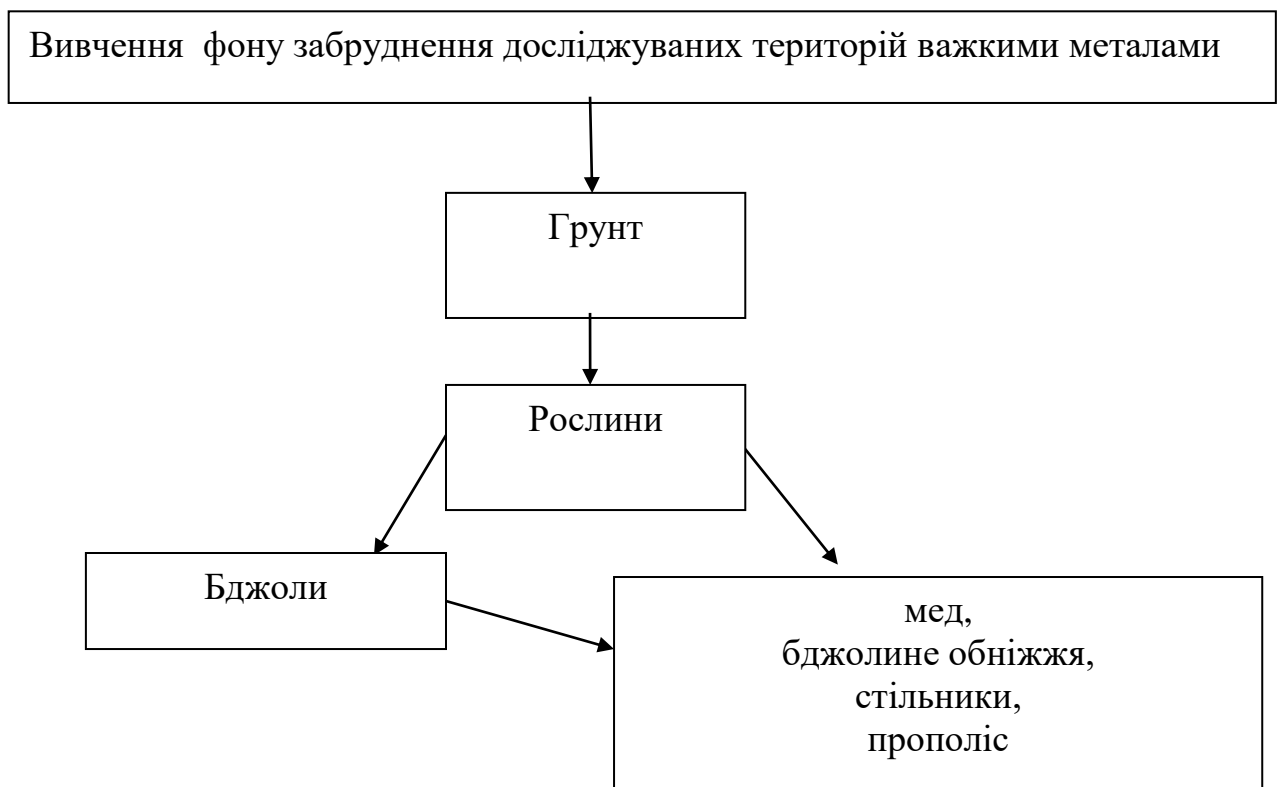 Вивчення  фону забруднення досліджуваних територій важкими металами
Грунт
Рослини
Бджоли
мед,
бджолине обніжжя,
стільники,
прополіс